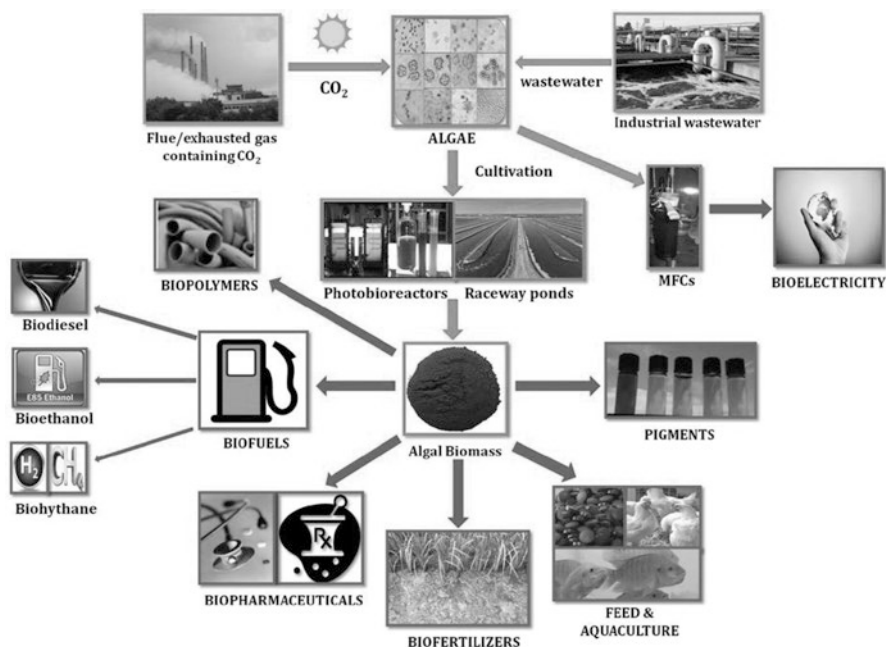 CO₂
wastewater
Flue/exhausted gas
containing CO₂
ALGAE
Industrial wastewater
Cultivation
BIOPOLYMERS
Photobioreactors
Raceway ponds
MFCs
BIOELECTRICITY
Biodiesel
E85 Ethanol
Bioethanol
BIOFUELS
Algal Biomass
PIGMENTS
H₂
CH₄
Biohythane
Rx
BIOPHARMACEUTICALS
BIOFERTILIZERS
FEED &
AQUACULTURE